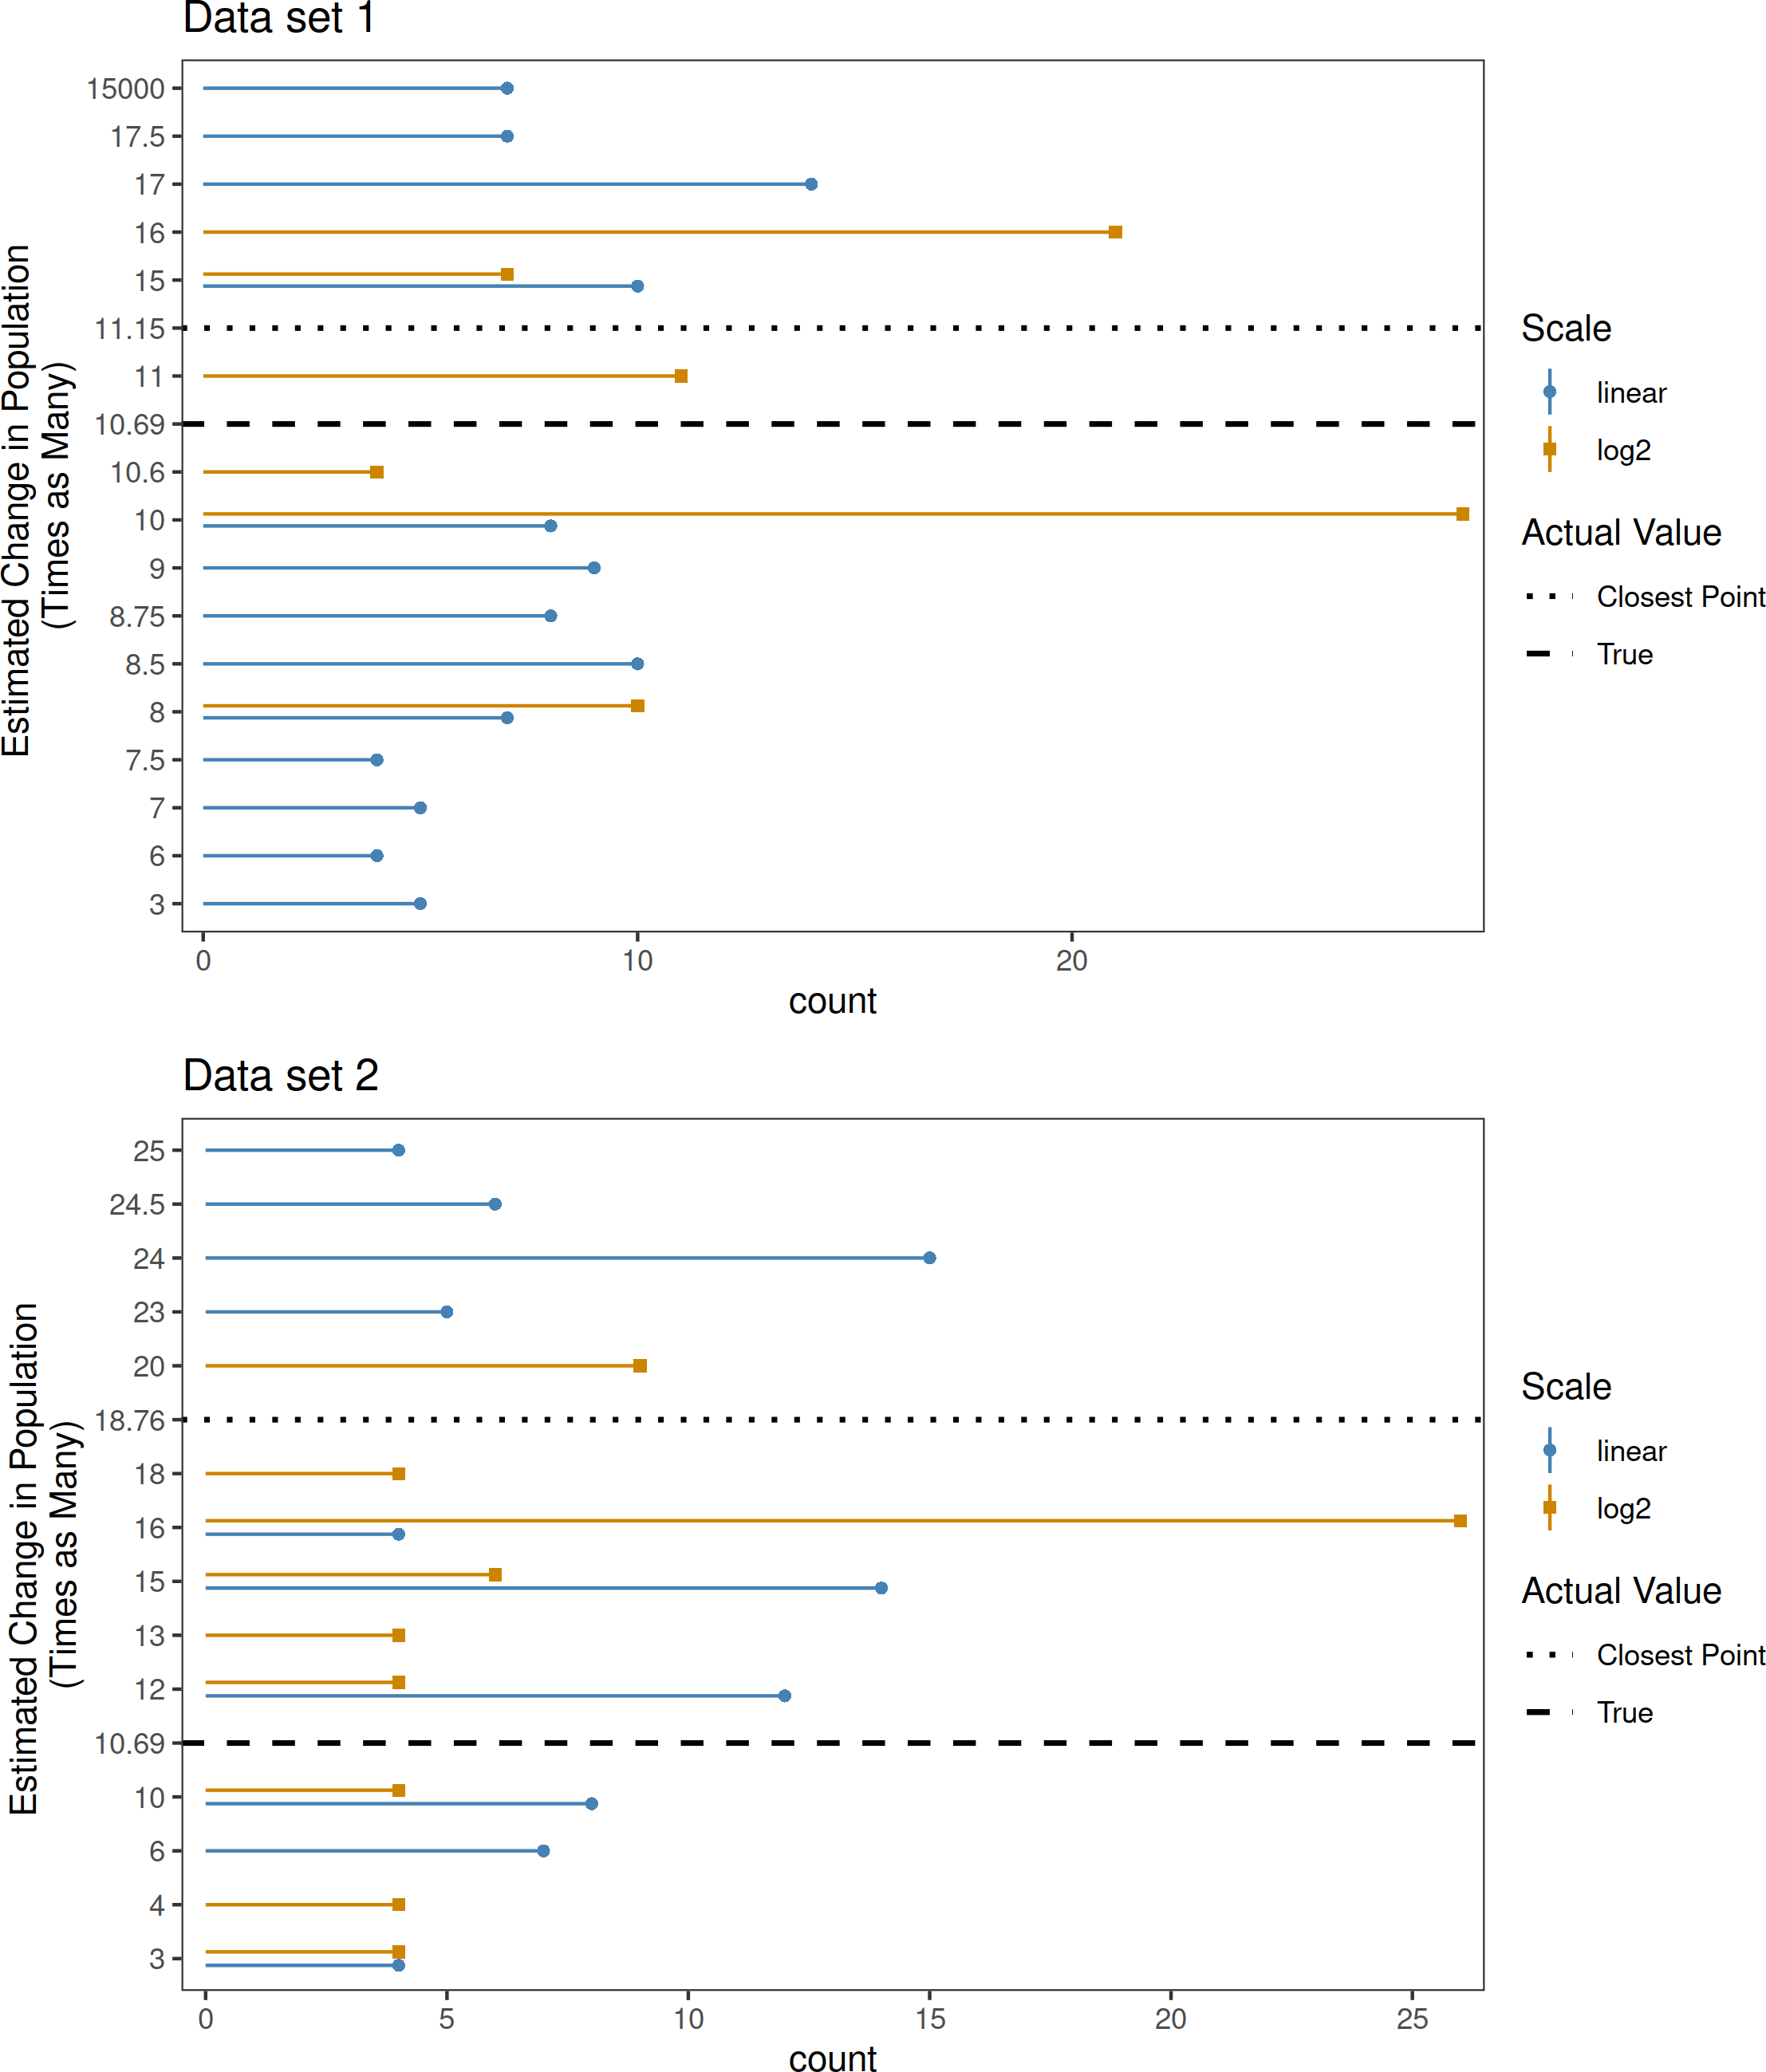 Data set 1
Estimated Change in Population
(Times as Many)
15000
17.5
17
16
15
11.15
11
10.69
10.6
10
9
8.75
8.5
8
7.5
7
6
3
0 10 20
count
Scale
linear
log2
Actual Value
Closest Point
True
Data set 2
Estimated Change in Population
(Times as Many)
25
24.5
24
23
20
18.76
18
16
15
13
12
10.69
10
6
4
3
0 5 10 15 20 25
count
Scale
linear
log2
Actual Value
Closest Point
True